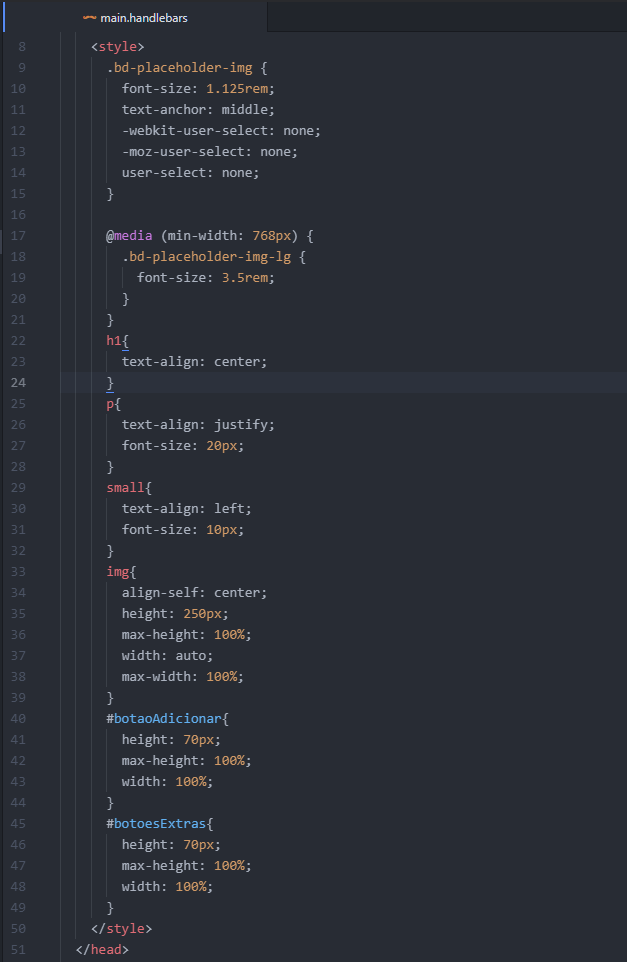 main.handlebars
8 <style>
9 .bd-placeholder-img {
10 font-size: 1.125rem;
11 text-anchor: middle;
12 -webkit-user-select: none;
13 -moz-user-select: none;
14 user-select: none;
15 }
16
17 @media (min-width: 768px) {
18 .bd-placeholder-img-lg {
19 font-size: 3.5rem;
20 }
21 }
22 h1{
23 text-align: center;
24 }
25 p{
26 text-align: justify;
27 font-size: 20px;
28 }
29 small{
30 text-align: left;
31 font-size: 10px;
32 }
33 img{
34 align-self: center;
35 height: 250px;
36 max-height: 100%;
37 width: auto;
38 max-width: 100%;
39 }
40 #botaoAdicionar{
41 height: 70px;
42 max-height: 100%;
43 width: 100%;
44 }
45 #botoesExtras{
46 height: 70px;
47 max-height: 100%;
48 width: 100%;
49 }
50 </style>
51 </head>